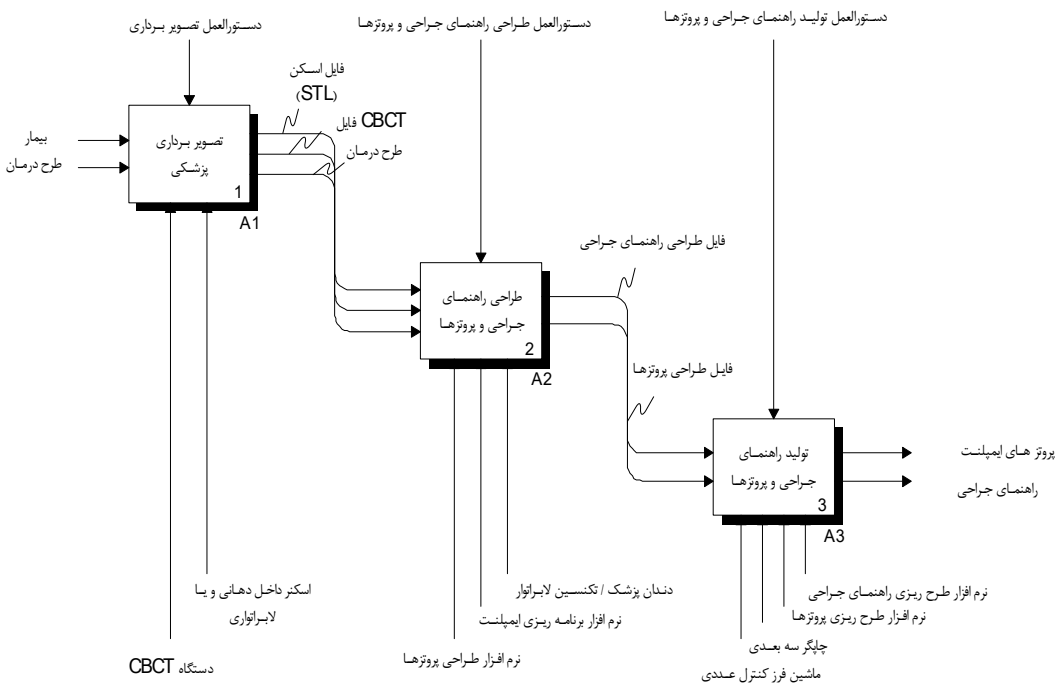 دستورالعمل تصویر برداری
دستورالعمل طراحی راهنمای جراحی و پروتزها
دستورالعمل تولید راهنمای جراحی و پروتزها
فایل اسکن
(STL)
فایل CBCT
طرح درمان
بیمار
طرح درمان
تصویر برداری
پزشکی
1
A1
فایل طراحی راهنمای جراحی
طراحی راهنمای
جراحی و پروتزها
2
A2
فایل طراحی پروتزها
تولید راهنمای
جراحی و پروتزها
3
A3
پروتز های ایمپلنت
راهنمای جراحی
اسکنر داخل دهانی و یا
لابراتواری
دستگاه CBCT
دندان پزشک / تکنسین لابراتوار
نرم افزار برنامه ریزی ایمپلنت
نرم افزار طراحی پروتزها
نرم افزار طرح ریزی راهنمای جراحی
نرم افزار طرح ریزی پروتزها
چاپگر سه بعدی
ماشین فرز کنترل عددی